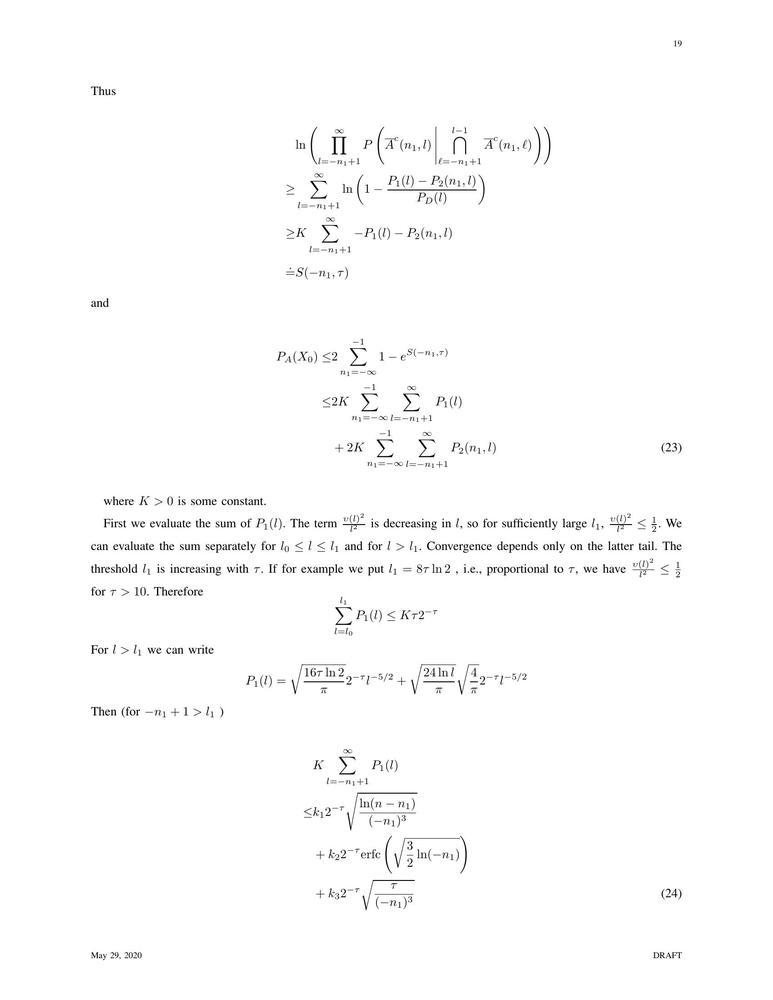 19
Thus
\ln\left(\prod_{l=-n_1+1}^{\infty} P\left(\overline{A}^c(n_1,l)\middle|\bigcap_{\ell=-n_1+1}^{l-1}\overline{A}^c(n_1,\ell)\right)\right)
\geq \sum_{l=-n_1+1}^{\infty} \ln\left(1-\frac{P_1(l)-P_2(n_1,l)}{P_D(l)}\right)
\geq K\sum_{l=-n_1+1}^{\infty} -P_1(l)-P_2(n_1,l)
\doteq S(-n_1,\tau)
and
P_A(X_0) \leq 2\sum_{n_1=-\infty}^{-1} 1-e^{S(-n_1,\tau)}
\leq 2K\sum_{n_1=-\infty}^{-1}\sum_{l=-n_1+1}^{\infty} P_1(l)
+ 2K\sum_{n_1=-\infty}^{-1}\sum_{l=-n_1+1}^{\infty} P_2(n_1,l) (23)
where K > 0 is some constant.
First we evaluate the sum of P_1(l). The term \frac{v(l)^2}{l^2} is decreasing in l, so for sufficiently large l_1, \frac{v(l)^2}{l^2} \leq \frac{1}{2}. We
can evaluate the sum separately for l_0 \leq l \leq l_1 and for l > l_1. Convergence depends only on the latter tail. The
threshold l_1 is increasing with \tau. If for example we put l_1 = 8\tau \ln 2 , i.e., proportional to \tau, we have \frac{v(l)^2}{l^2} \leq \frac{1}{2}
for \tau > 10. Therefore
\sum_{l=l_0}^{l_1} P_1(l) \leq K\tau 2^{-\tau}
For l > l_1 we can write
P_1(l) = \sqrt{\frac{16\tau \ln 2}{\pi}} 2^{-\tau} l^{-5/2} + \sqrt{\frac{24 \ln l}{\pi}}\sqrt{\frac{4}{\pi}} 2^{-\tau} l^{-5/2}
Then (for -n_1 + 1 > l_1 )
K\sum_{l=-n_1+1}^{\infty} P_1(l)
\leq k_1 2^{-\tau}\sqrt{\frac{\ln(n-n_1)}{(-n_1)^3}}
+ k_2 2^{-\tau} \mathrm{erfc}\left(\sqrt{\frac{3}{2}\ln(-n_1)}\right)
+ k_3 2^{-\tau}\sqrt{\frac{\tau}{(-n_1)^3}} (24)
May 29, 2020 DRAFT